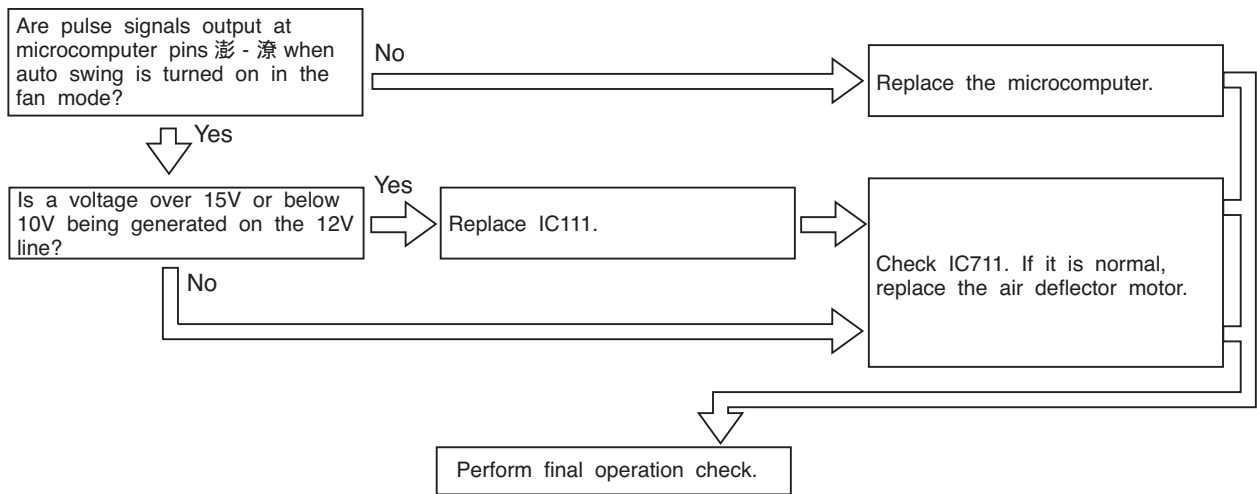 Are pulse signals output at
microcomputer pins 澎 - 潦 when
auto swing is turned on in the
fan mode?
No
Replace the microcomputer.
Yes
Is a voltage over 15V or below
10V being generated on the 12V
line?
Yes
Replace IC111.
Check IC711. If it is normal,
replace the air deflector motor.
No
Perform final operation check.